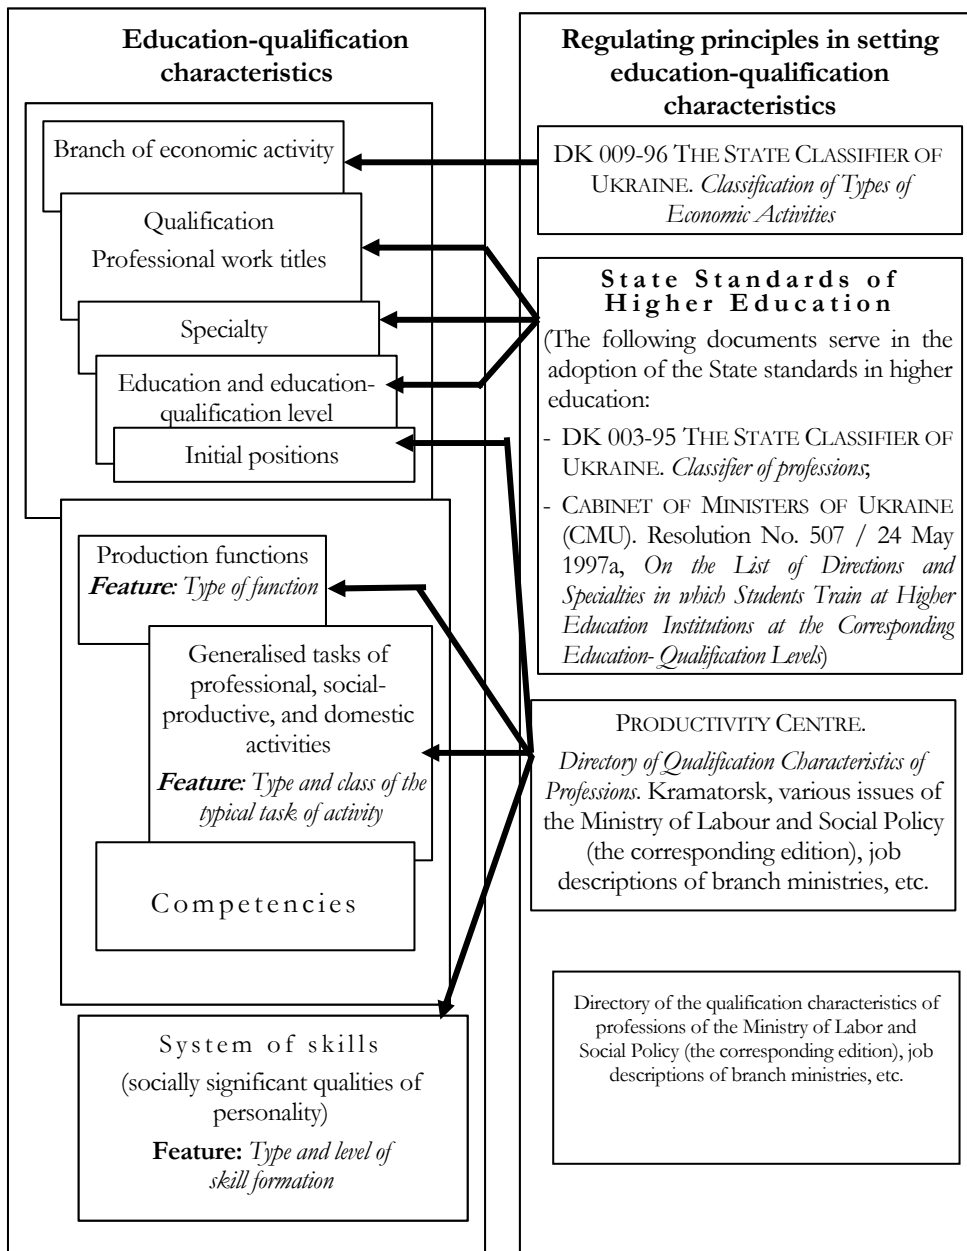 Education-qualification
characteristics
Branch of economic activity
Qualification
Professional work titles
Specialty
Education and education-
qualification level
Initial positions
Production functions
Feature: Type of function
Generalised tasks of
professional, social-
productive, and domestic
activities
Feature: Type and class of the
typical task of activity
Competencies
System of skills
(socially significant qualities of
personality)
Feature: Type and level of
skill formation
Regulating principles in setting
education-qualification
characteristics
DK 009-96 THE STATE CLASSIFIER OF
UKRAINE. Classification of Types of
Economic Activities
State Standards of
Higher Education
(The following documents serve in the
adoption of the State standards in higher
education:
- DK 003-95 THE STATE CLASSIFIER OF
UKRAINE. Classifier of professions;
- CABINET OF MINISTERS OF UKRAINE
(CMU). Resolution No. 507 / 24 May
1997a, On the List of Directions and
Specialties in which Students Train at Higher
Education Institutions at the Corresponding
Education- Qualification Levels)
PRODUCTIVITY CENTRE.
Directory of Qualification Characteristics of
Professions. Kramatorsk, various issues of
the Ministry of Labour and Social Policy
(the corresponding edition), job
descriptions of branch ministries, etc.
Directory of the qualification characteristics of
professions of the Ministry of Labor and
Social Policy (the corresponding edition), job
descriptions of branch ministries, etc.